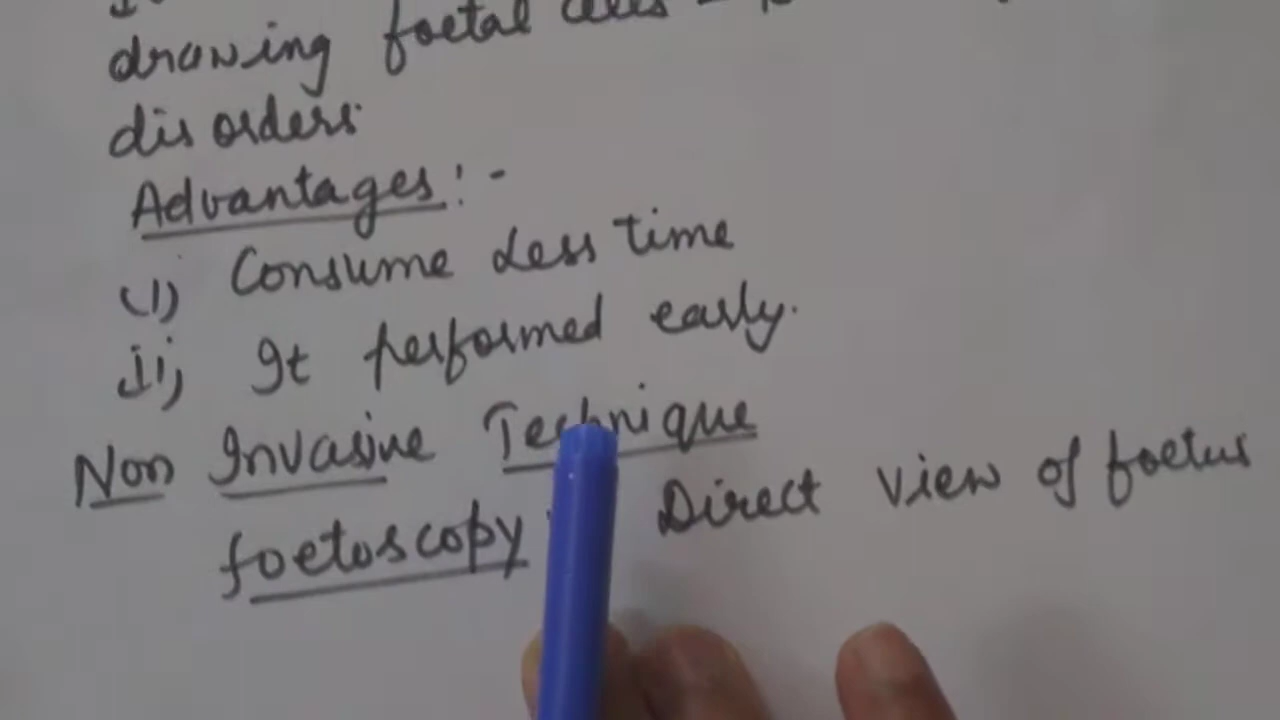 drawing foetal
disorders.
Advantages:-
(i) Consume Less time
ii) It performed early.
Non Invasive Technique
foetoscopy Direct view of foetus